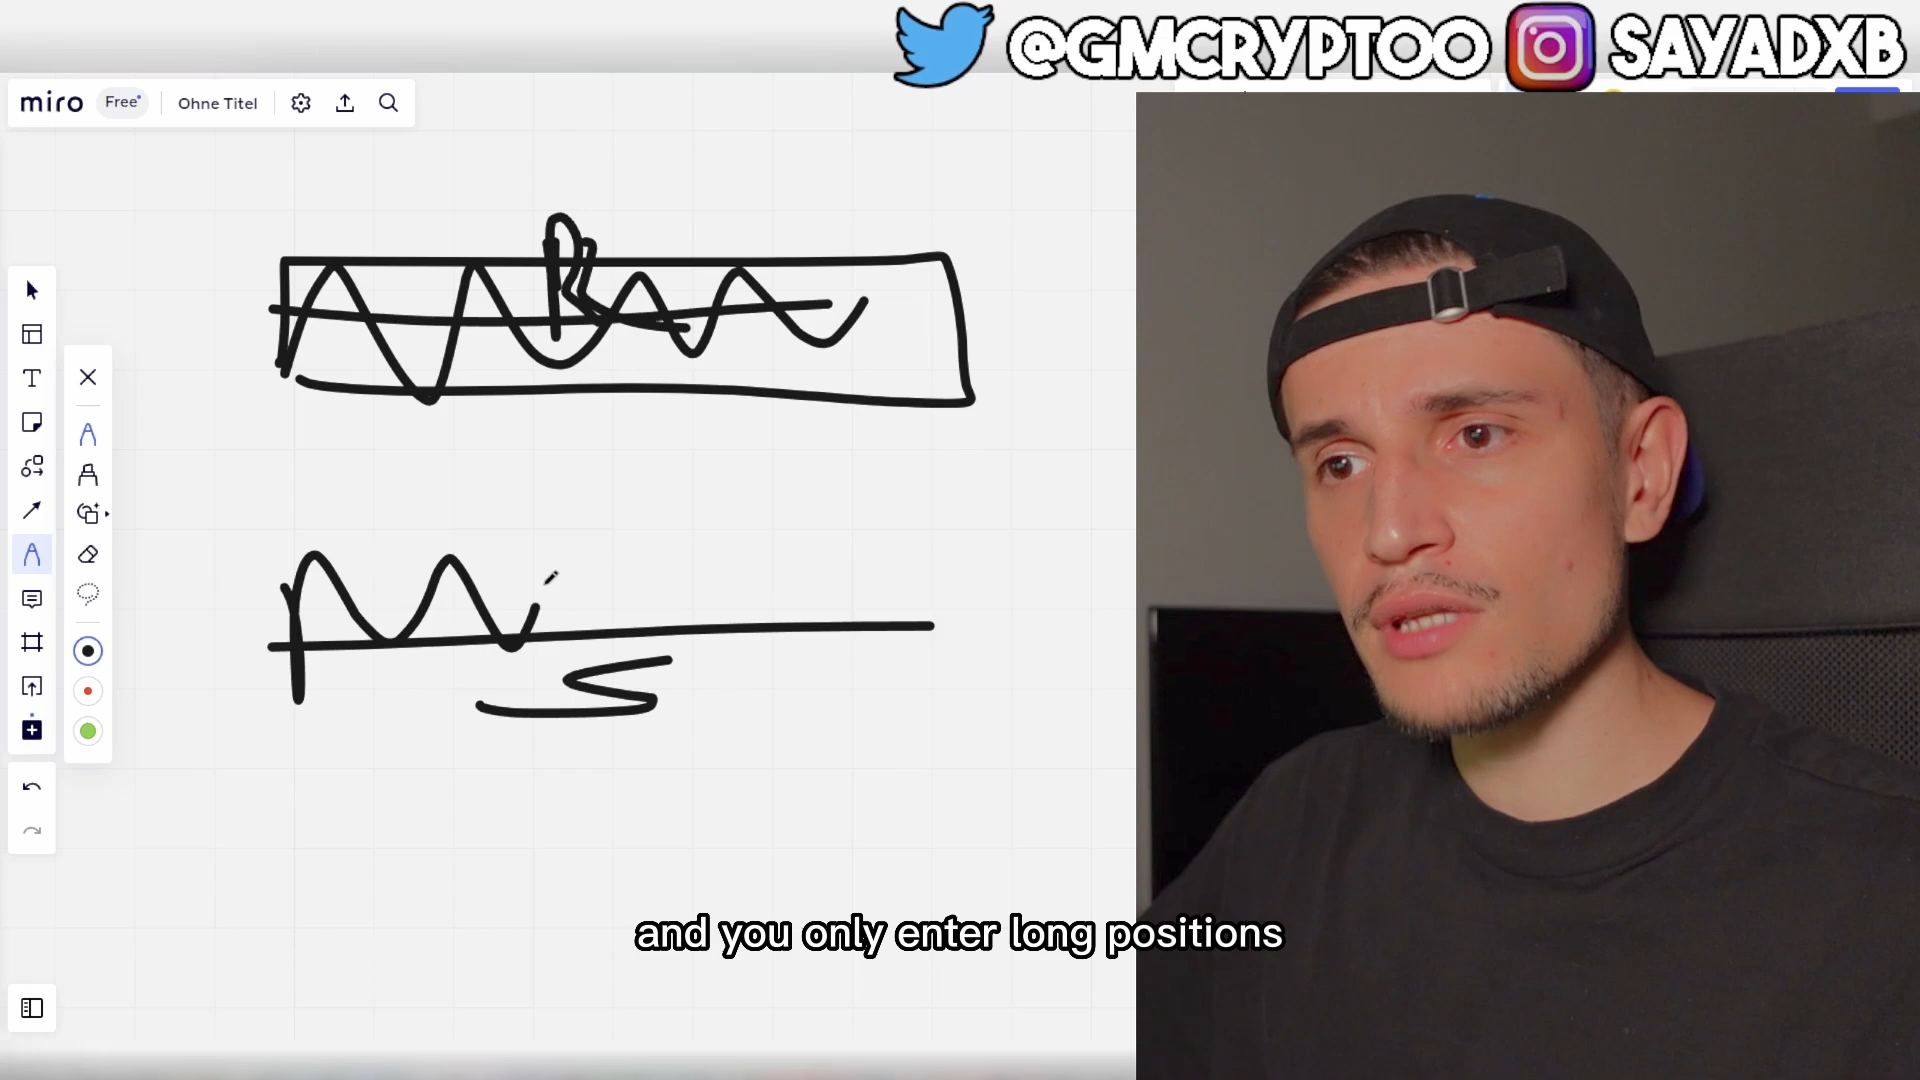 @GMCRYPTOO SAYADXB
miro Free Ohne Titel
R
S
and you only enter long positions